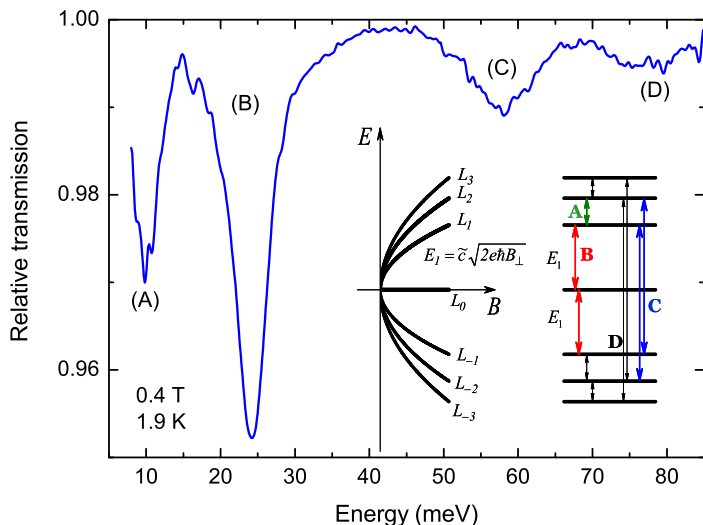 Relative transmission
1.00
0.98
0.96
(A)
(B)
(C)
(D)
0.4 T
1.9 K
E
L₃
L₂
L₁
E₁ = c̃√2eħB⊥
L₀
B
L₋₁
L₋₂
L₋₃
A
E₁ B
E₁
C
D
10 20 30 40 50 60 70 80
Energy (meV)